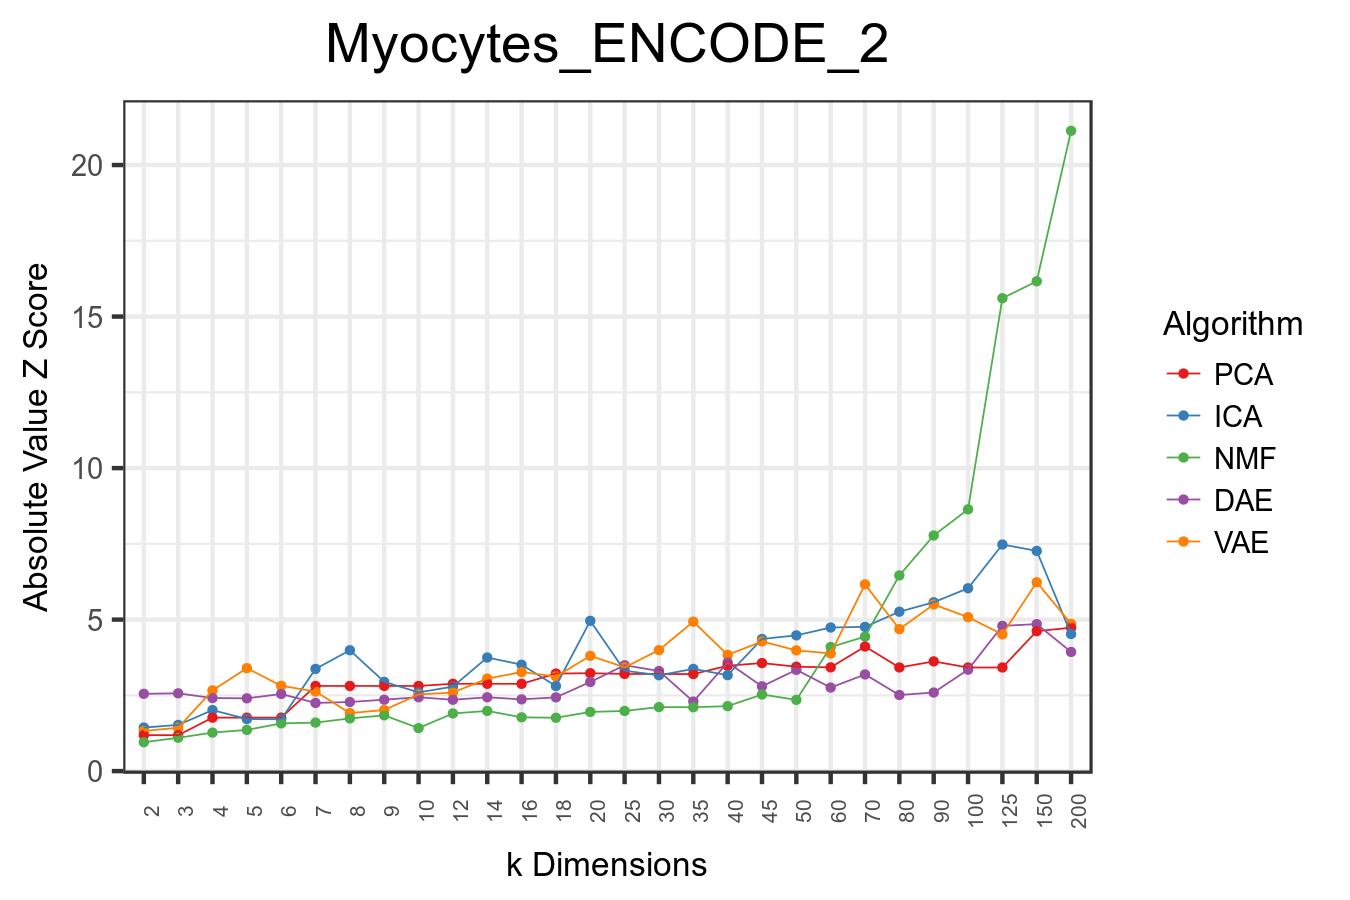 Myocytes_ENCODE_2
Absolute Value Z Score
20
15
10
5
0
2 3 4 5 6 7 8 9 10 12 14 16 18 20 25 30 35 40 45 50 60 70 80 90 100 125 150 200
k Dimensions
Algorithm
PCA
ICA
NMF
DAE
VAE